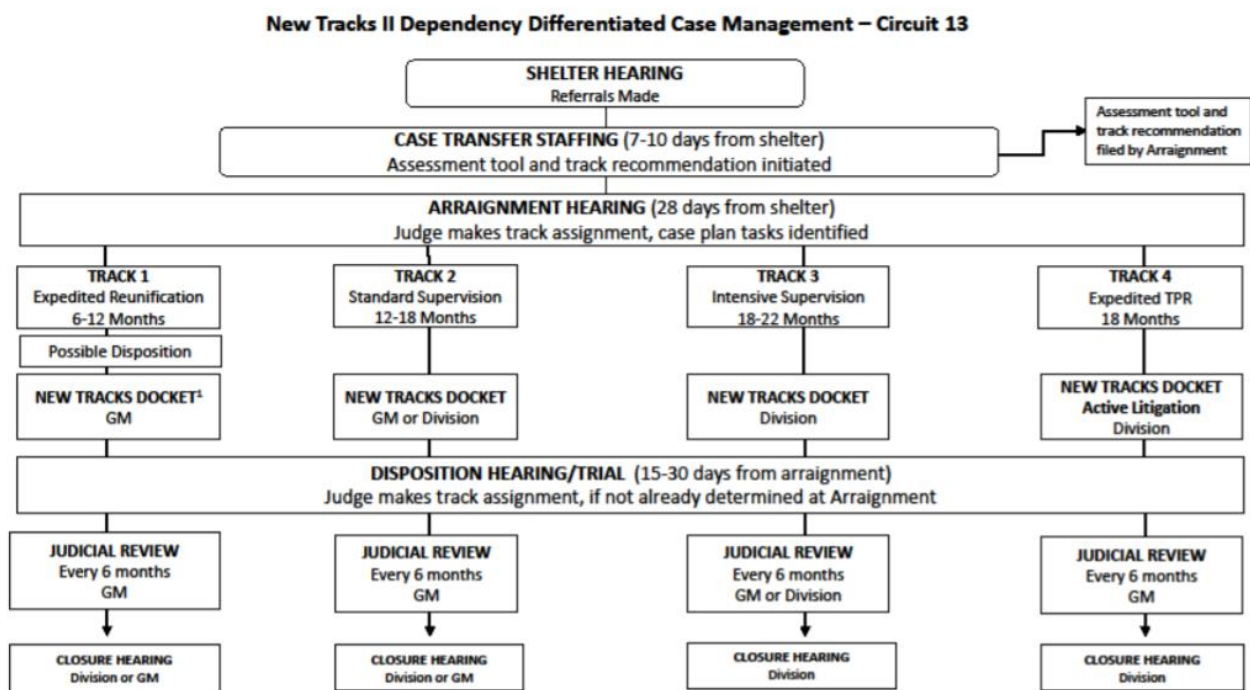 New Tracks II Dependency Differentiated Case Management – Circuit 13
SHELTER HEARING
Referrals Made
CASE TRANSFER STAFFING (7-10 days from shelter)
Assessment tool and track recommendation initiated
Assessment tool and
track recommendation
filed by Arraignment
ARRAIGNMENT HEARING (28 days from shelter)
Judge makes track assignment, case plan tasks identified
TRACK 1
Expedited Reunification
6-12 Months
Possible Disposition
NEW TRACKS DOCKET¹
GM
TRACK 2
Standard Supervision
12-18 Months
NEW TRACKS DOCKET
GM or Division
TRACK 3
Intensive Supervision
18-22 Months
NEW TRACKS DOCKET
Division
TRACK 4
Expedited TPR
18 Months
NEW TRACKS DOCKET
Active Litigation
Division
DISPOSITION HEARING/TRIAL (15-30 days from arraignment)
Judge makes track assignment, if not already determined at Arraignment
JUDICIAL REVIEW
Every 6 months
GM
CLOSURE HEARING
Division or GM
JUDICIAL REVIEW
Every 6 months
GM
CLOSURE HEARING
Division or GM
JUDICIAL REVIEW
Every 6 months
GM or Division
CLOSURE HEARING
Division
JUDICIAL REVIEW
Every 6 months
GM
CLOSURE HEARING
Division